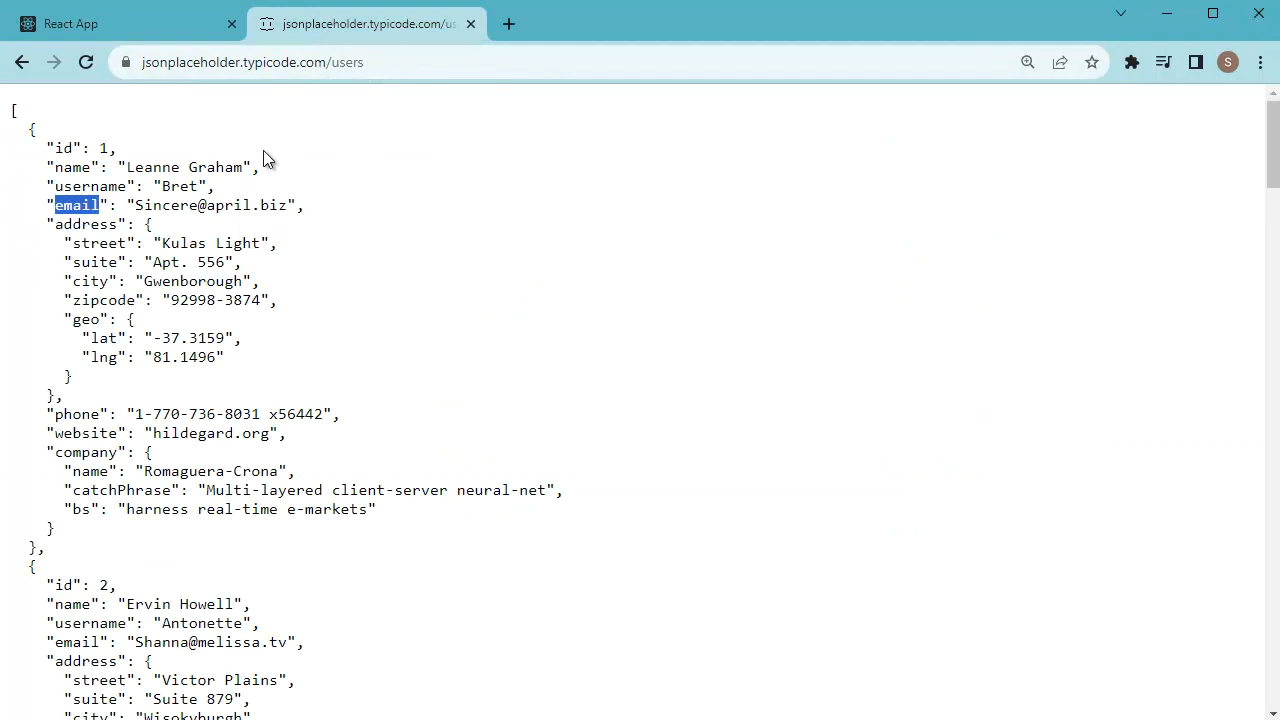 React App
jsonplaceholder.typicode.com/us
jsonplaceholder.typicode.com/users
S
[
{
"id": 1,
"name": "Leanne Graham",
"username": "Bret",
"email": "Sincere@april.biz",
"address": {
"street": "Kulas Light",
"suite": "Apt. 556",
"city": "Gwenborough",
"zipcode": "92998-3874",
"geo": {
"lat": "-37.3159",
"lng": "81.1496"
}
},
"phone": "1-770-736-8031 x56442",
"website": "hildegard.org",
"company": {
"name": "Romaguera-Crona",
"catchPhrase": "Multi-layered client-server neural-net",
"bs": "harness real-time e-markets"
}
},
{
"id": 2,
"name": "Ervin Howell",
"username": "Antonette",
"email": "Shanna@melissa.tv",
"address": {
"street": "Victor Plains",
"suite": "Suite 879",
"city": "Wisokyburgh"